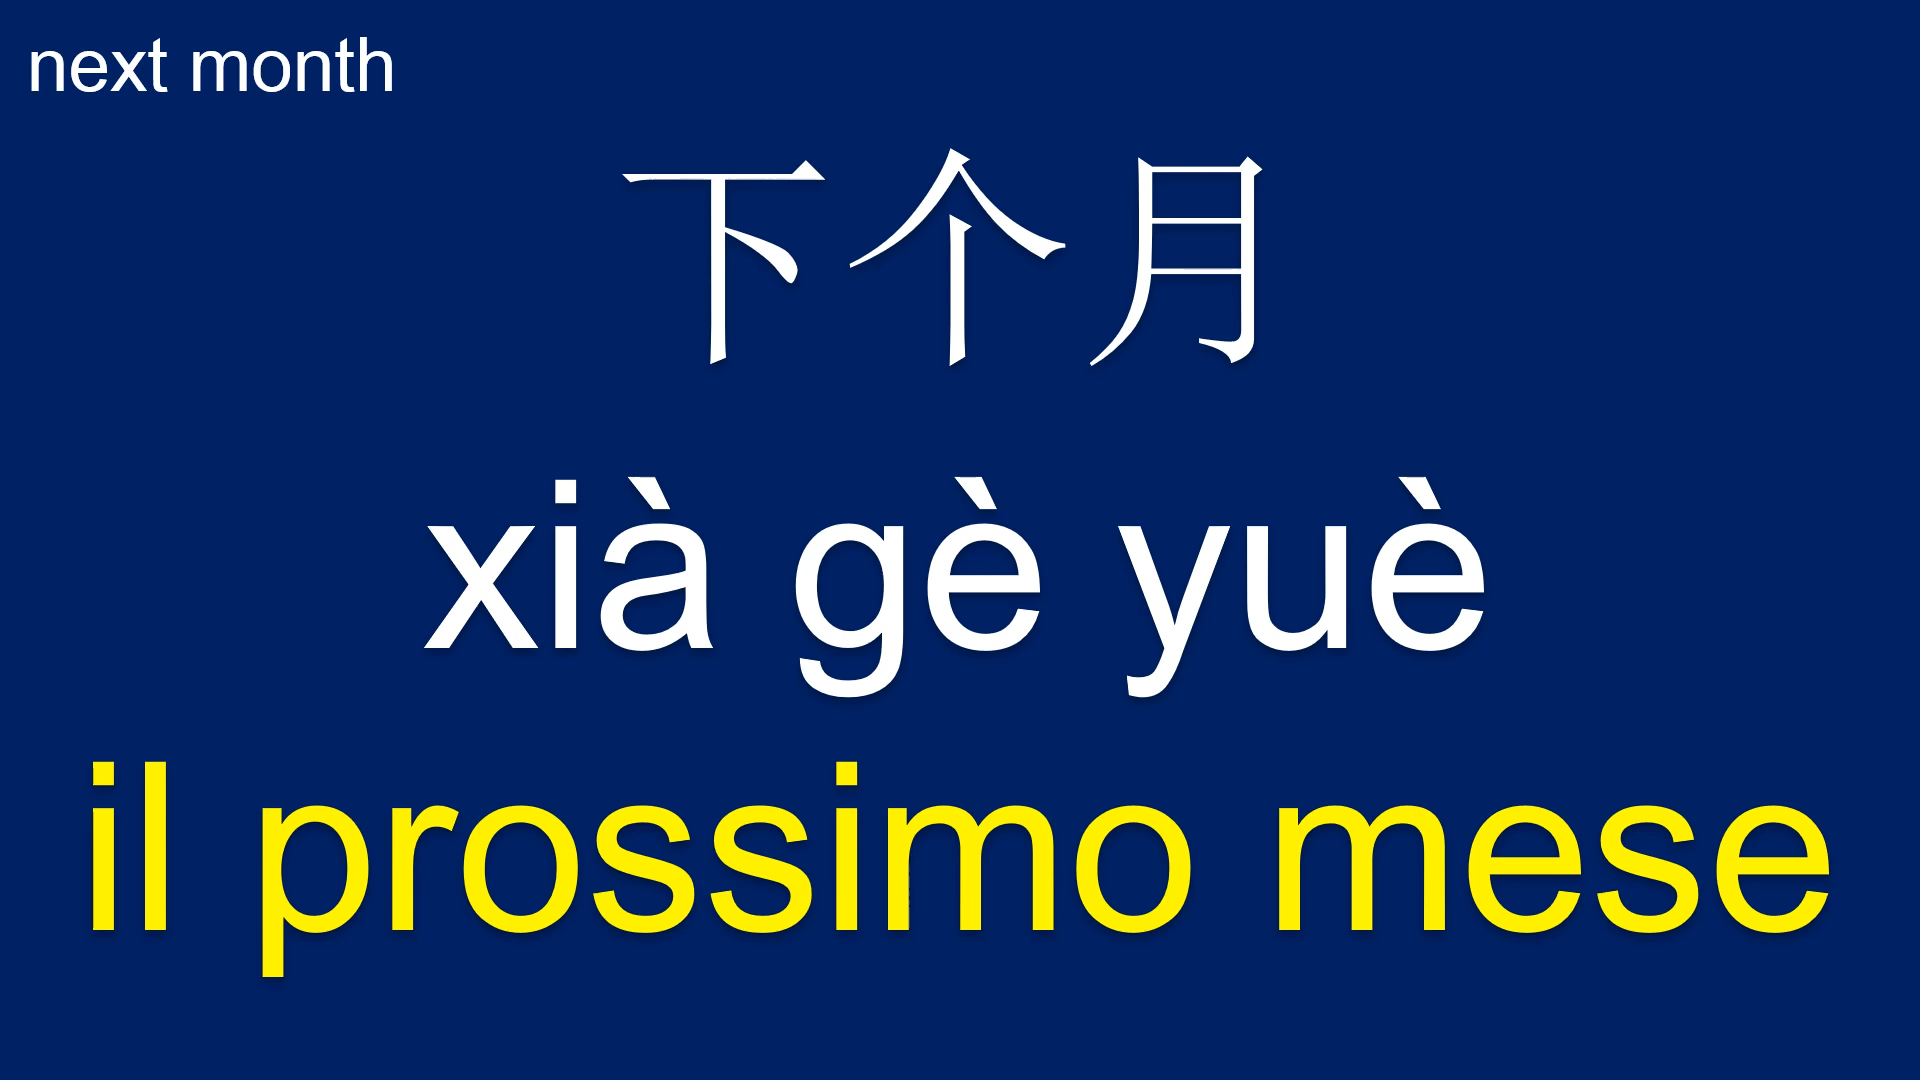 next month
下个月
xià gè yuè
il prossimo mese